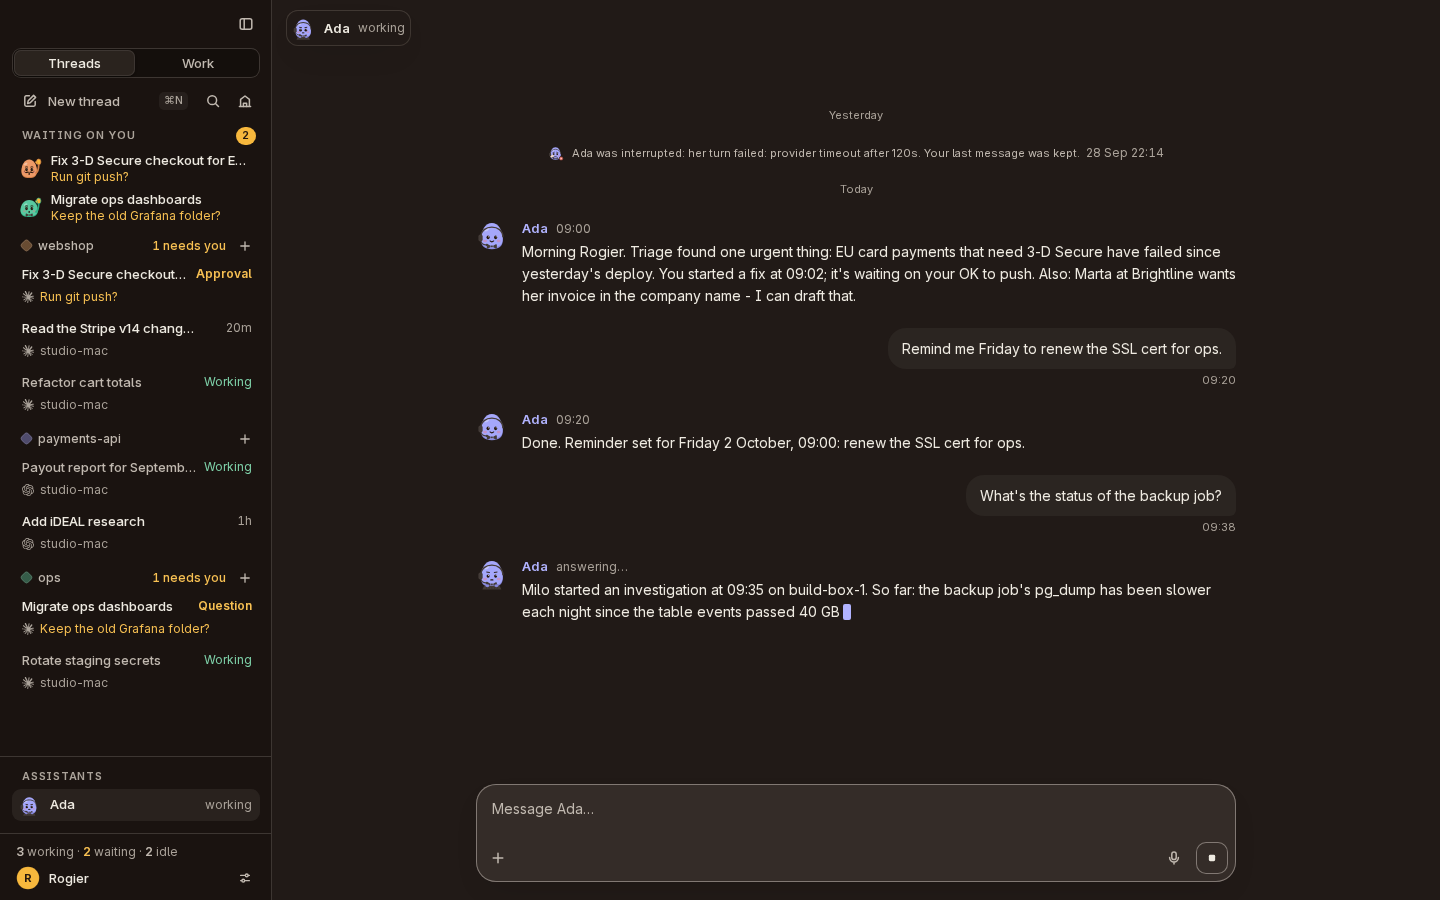 Threads
Work
New thread
⌘N
WAITING ON YOU
2
Fix 3-D Secure checkout for E…
Run git push?
Migrate ops dashboards
Keep the old Grafana folder?
webshop
1 needs you
Fix 3-D Secure checkout…
Approval
Run git push?
Read the Stripe v14 chang…
20m
studio-mac
Refactor cart totals
Working
studio-mac
payments-api
Payout report for Septemb…
Working
studio-mac
Add iDEAL research
1h
studio-mac
ops
1 needs you
Migrate ops dashboards
Question
Keep the old Grafana folder?
Rotate staging secrets
Working
studio-mac
ASSISTANTS
Ada
working
3 working · 2 waiting · 2 idle
R
Rogier
Ada working
Yesterday
Ada was interrupted: her turn failed: provider timeout after 120s. Your last message was kept. 28 Sep 22:14
Today
Ada 09:00
Morning Rogier. Triage found one urgent thing: EU card payments that need 3-D Secure have failed since
yesterday's deploy. You started a fix at 09:02; it's waiting on your OK to push. Also: Marta at Brightline wants
her invoice in the company name - I can draft that.
Remind me Friday to renew the SSL cert for ops.
09:20
Ada 09:20
Done. Reminder set for Friday 2 October, 09:00: renew the SSL cert for ops.
What's the status of the backup job?
09:38
Ada answering…
Milo started an investigation at 09:35 on build-box-1. So far: the backup job's pg_dump has been slower
each night since the table events passed 40 GB
Message Ada…